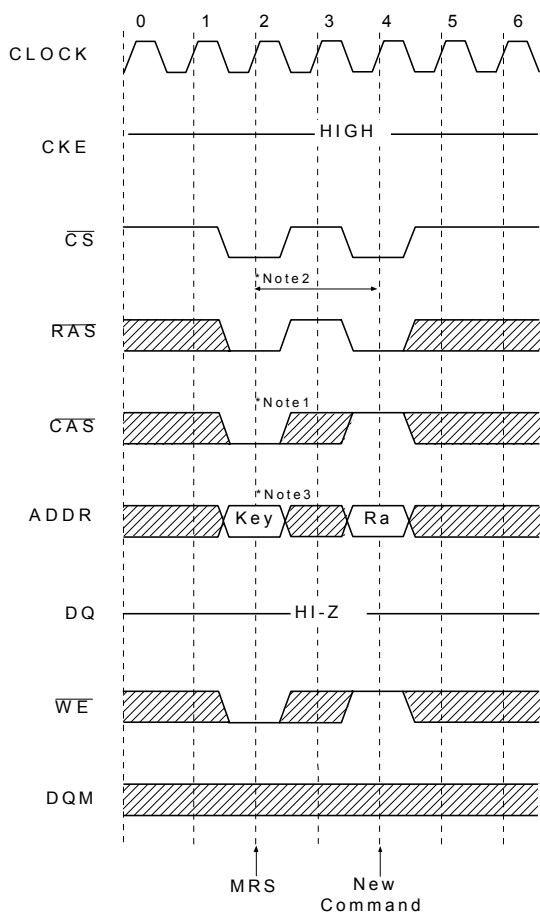 0 1 2 3 4 5 6
CLOCK
HIGH
CKE
CS
*Note2
RAS
*Note1
CAS
*Note3
ADDR Key Ra
DQ HI-Z
WE
DQM
MRS New
Command